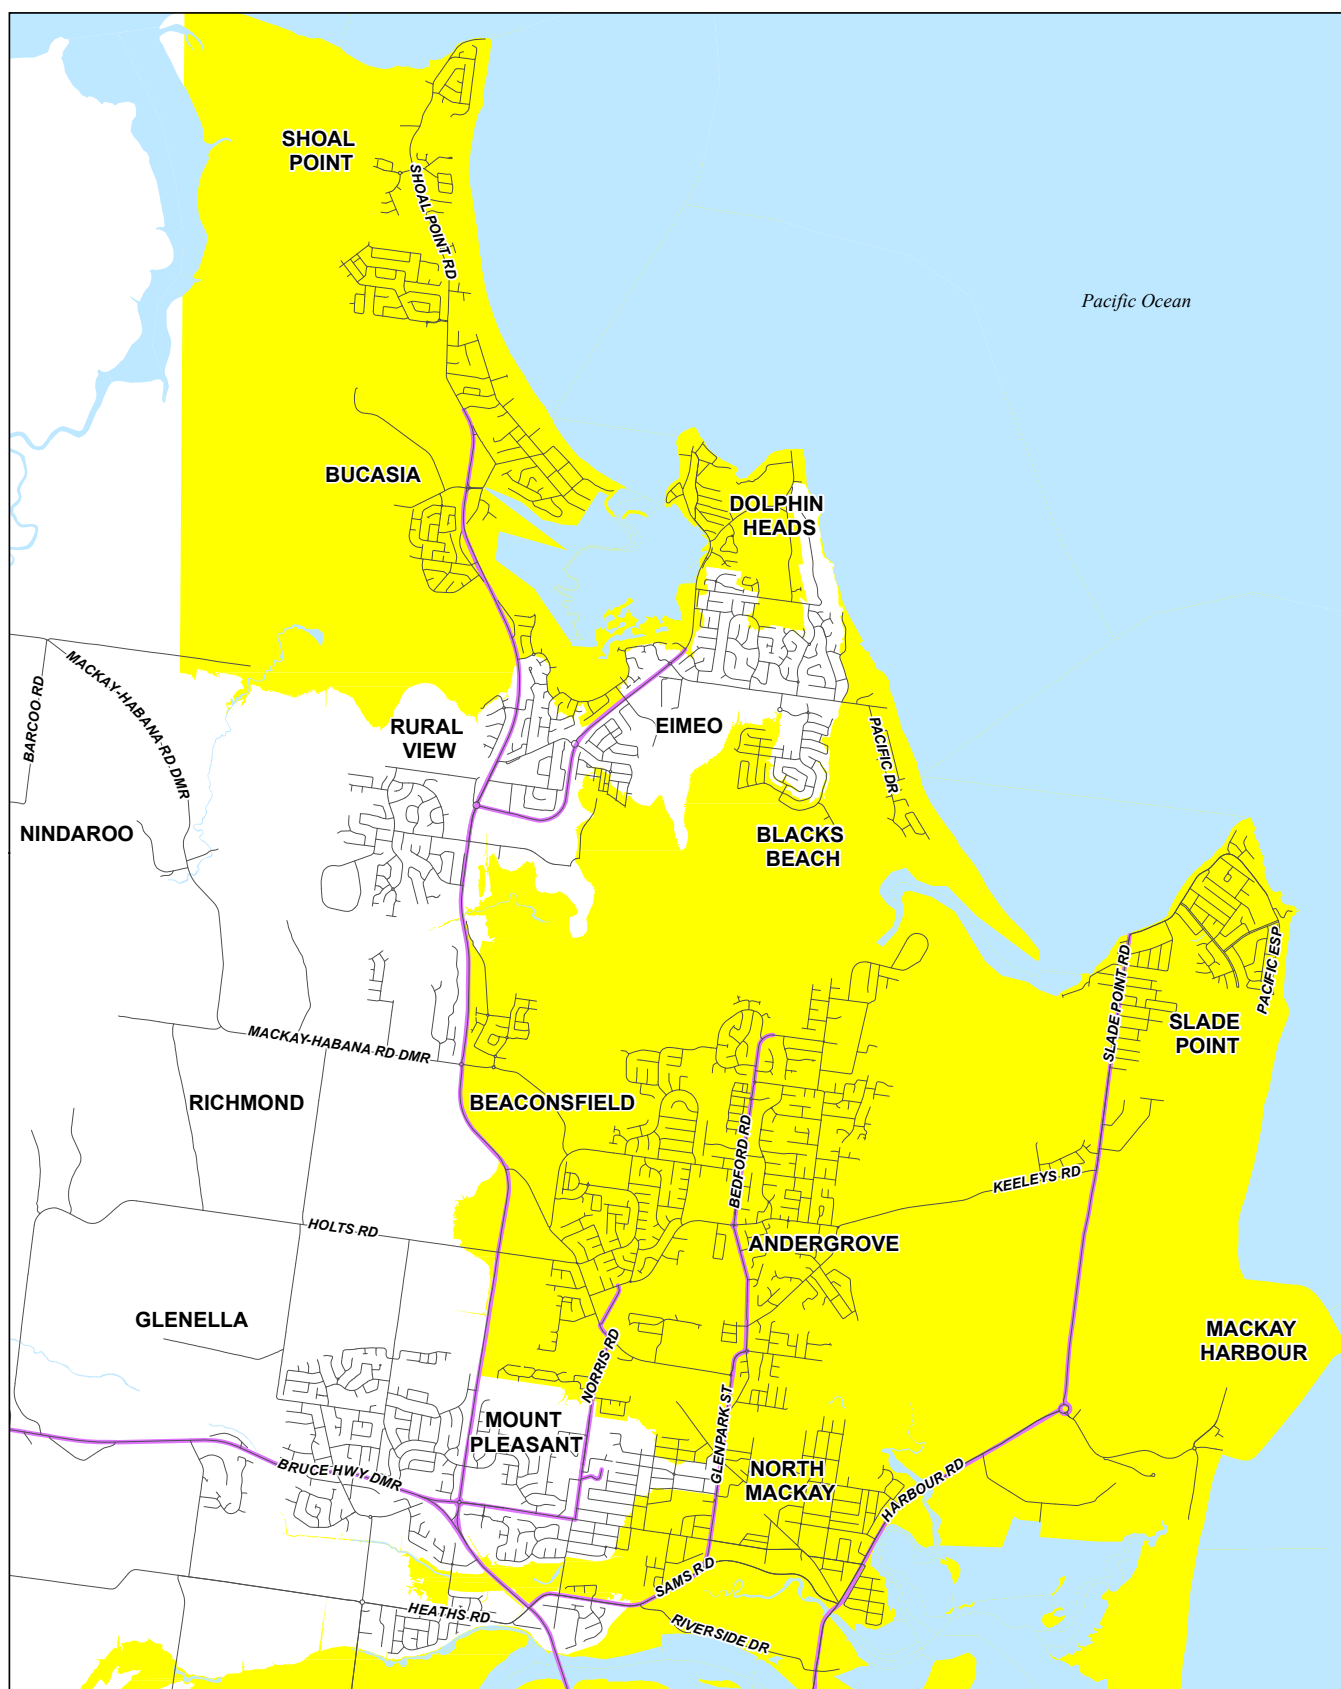 SHOAL
POINT
SHOAL POINT RD
Pacific Ocean
BUCASIA
DOLPHIN
HEADS
BARCOO RD
MACKAY-HABANA RD DMR
RURAL
VIEW
EIMEO
PACIFIC DR
NINDAROO
BLACKS
BEACH
SLADE POINT RD
PACIFIC ESP
SLADE
POINT
MACKAY-HABANA RD DMR
RICHMOND
BEACONSFIELD
BEDFORD RD
KEELEYS RD
HOLTS RD
ANDERGROVE
GLENELLA
MACKAY
HARBOUR
NORRIS RD
MOUNT
PLEASANT
GLENPARK ST
NORTH
MACKAY
HARBOUR RD
BRUCE HWY DMR
SAMS RD
HEATHS RD
RIVERSIDE DR